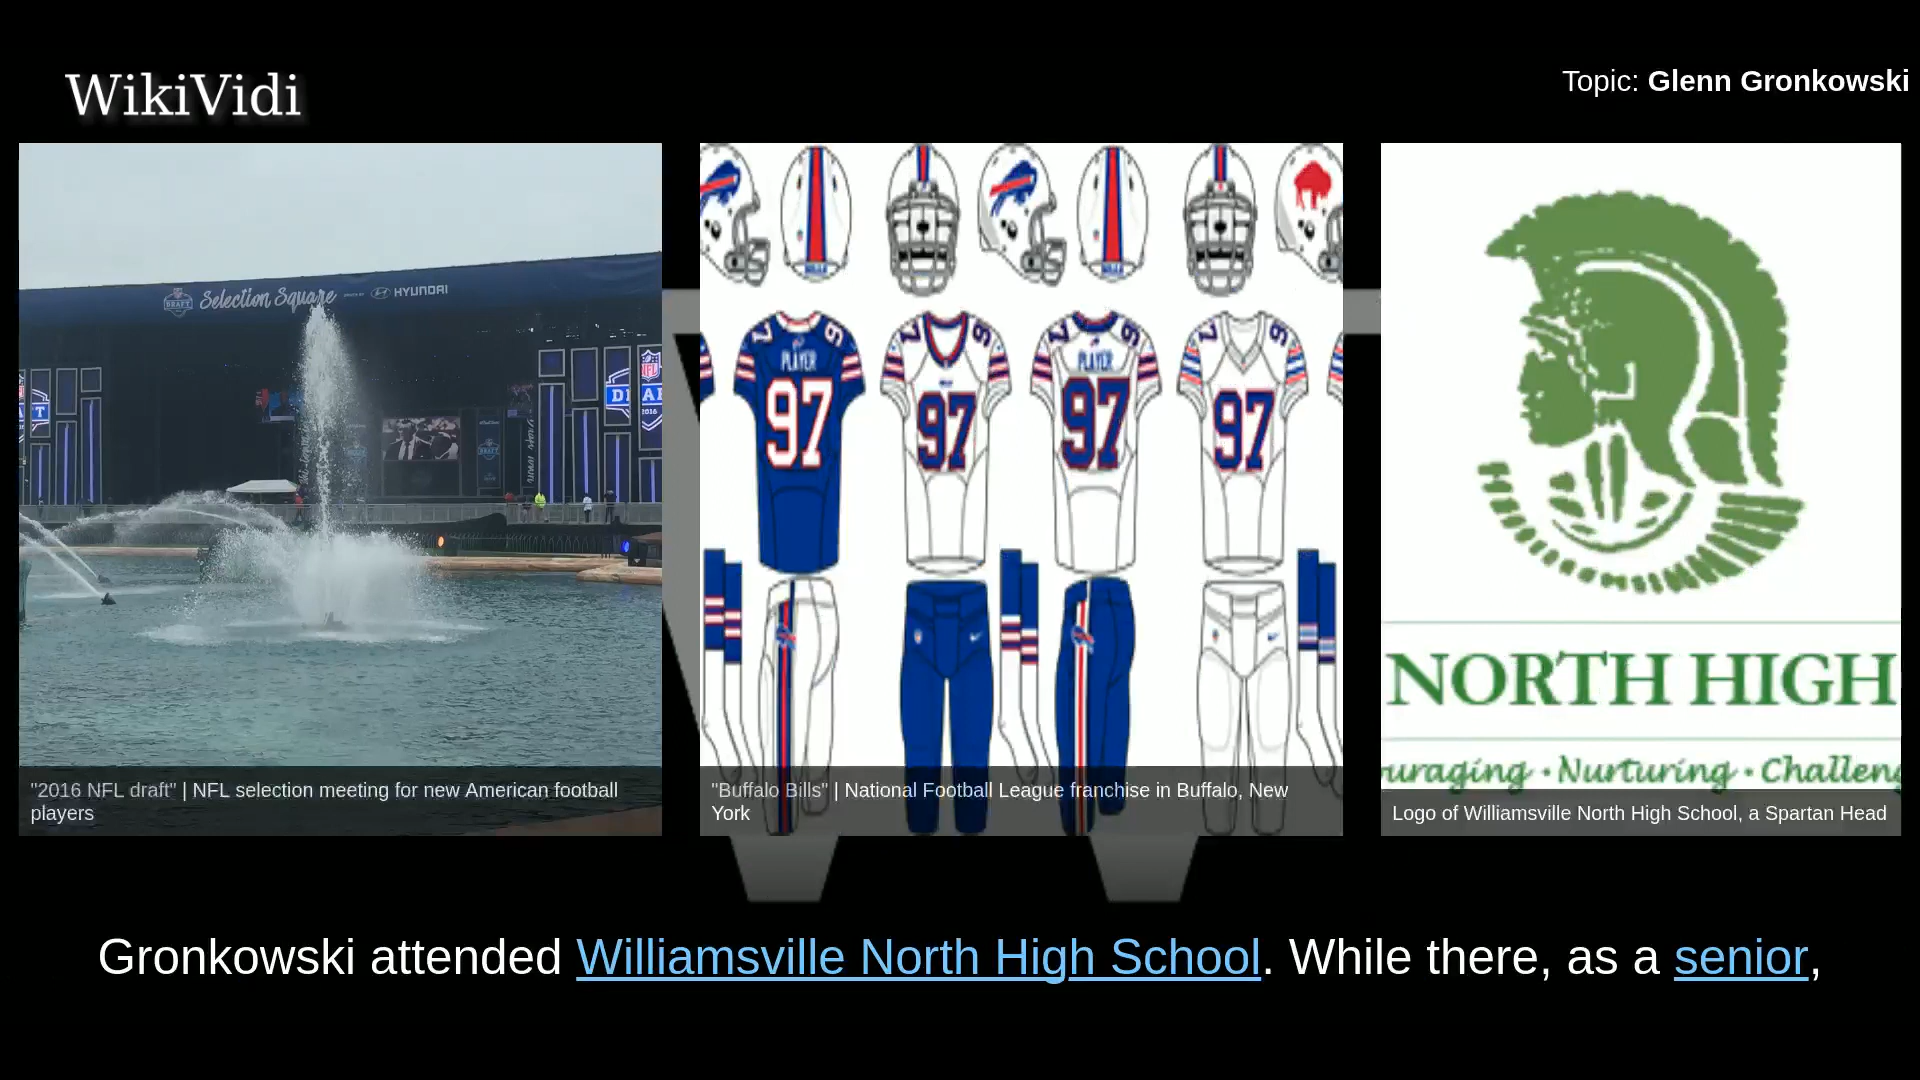 WikiVidi
Topic: Glenn Gronkowski
DRAFT
Selection Square
HYUNDAI
NFL
2016
"2016 NFL draft" | NFL selection meeting for new American football
players
PLAYER
PLAYER
97
97
97
97
"Buffalo Bills" | National Football League franchise in Buffalo, New
York
NORTH HIGH
uraging · Nurturing · Challeng
Logo of Williamsville North High School, a Spartan Head
Gronkowski attended Williamsville North High School. While there, as a senior,